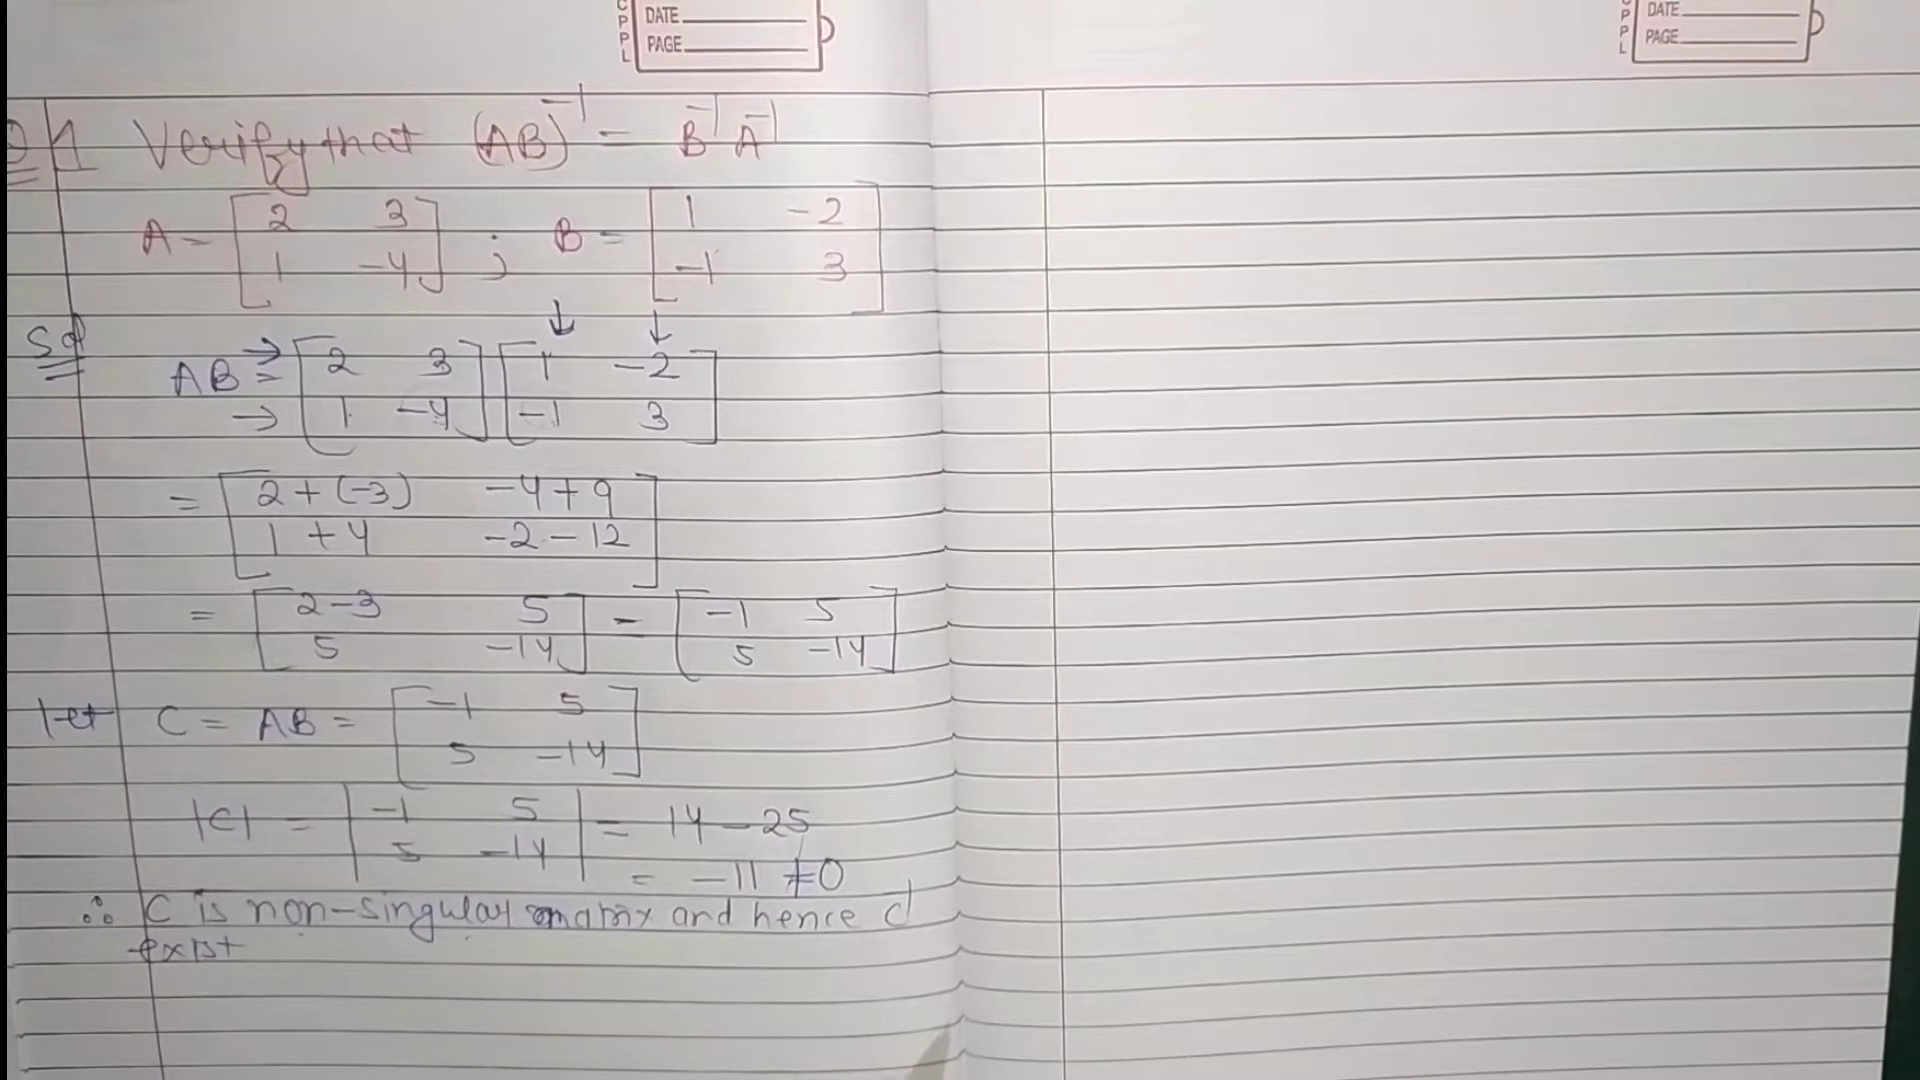 C
P
P
L
DATE
PAGE
P
P
L
DATE
PAGE
Q1 Verify that (AB)⁻¹ = B⁻¹ A⁻¹
A = [2 3
1 -4] ; B = [1 -2
-1 3]
↓ ↓
Sol
AB = → [2 3 → 1 -4] [1 -2
-1 3]
= [2+(-3) -4+9
1+4 -2-12]
= [2-3 5
5 -14] = [-1 5
5 -14]
let C = AB = [-1 5
5 -14]
|C| = |-1 5
5 -14| = 14 - 25
= -11 ≠ 0
∴ C is non-singular matrix and hence c⁻¹
exist